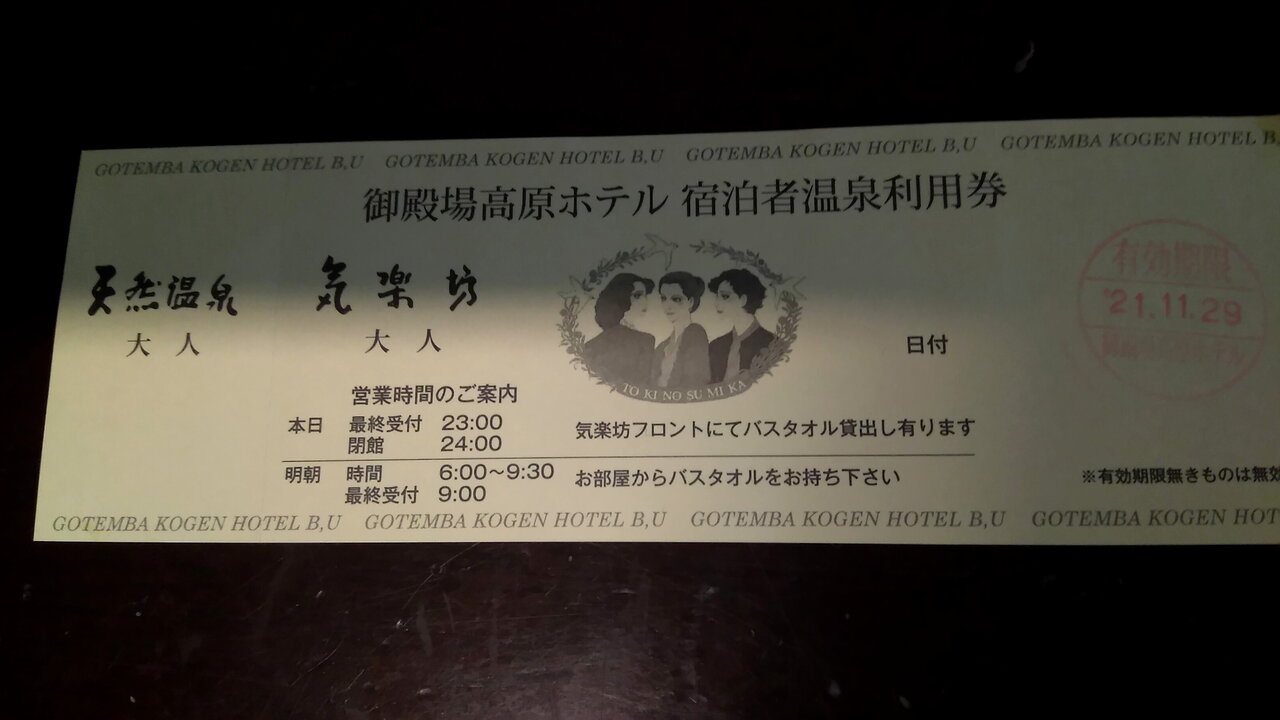 GOTEMBA KOGEN HOTEL B,U GOTEMBA KOGEN HOTEL B,U GOTEMBA KOGEN HOTEL B,U GOTEMBA KOGEN HOTEL B,
御殿場高原ホテル 宿泊者温泉利用券
天然温泉
大人
気楽坊
大人
TO KI NO SU MI KA
日付
有効期限
'21.11.29
営業時間のご案内
本日 最終受付 23:00
閉館 24:00
気楽坊フロントにてバスタオル貸出し有ります
明朝 時間 6:00〜9:30 お部屋からバスタオルをお持ち下さい
最終受付 9:00
※有効期限無きものは無効
GOTEMBA KOGEN HOTEL B,U GOTEMBA KOGEN HOTEL B,U GOTEMBA KOGEN HOTEL B,U GOTEMBA KOGEN HOT